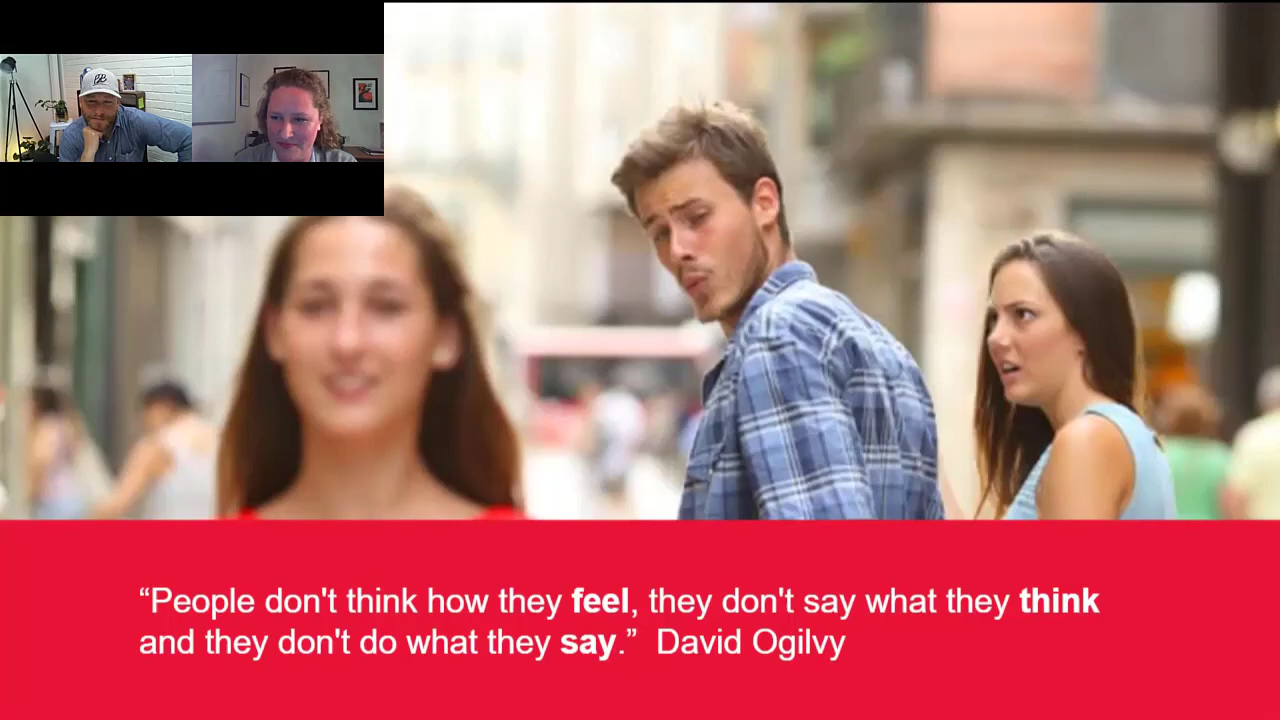 “People don't think how they feel, they don't say what they think
and they don't do what they say.”  David Ogilvy